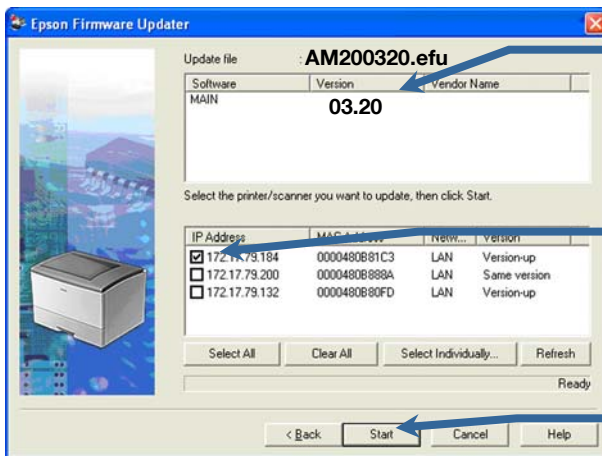 Epson Firmware Updater
Update file : AM200320.efu
Software Version Vendor Name
MAIN 03.20
Select the printer/scanner you want to update, then click Start.
IP Address MAC Address Netw... Version
172.17.79.184 0000480B81C3 LAN Version-up
172.17.79.200 0000480B888A LAN Same version
172.17.79.132 0000480B80FD LAN Version-up
Select All Clear All Select Individually... Refresh
Ready
< Back Start Cancel Help